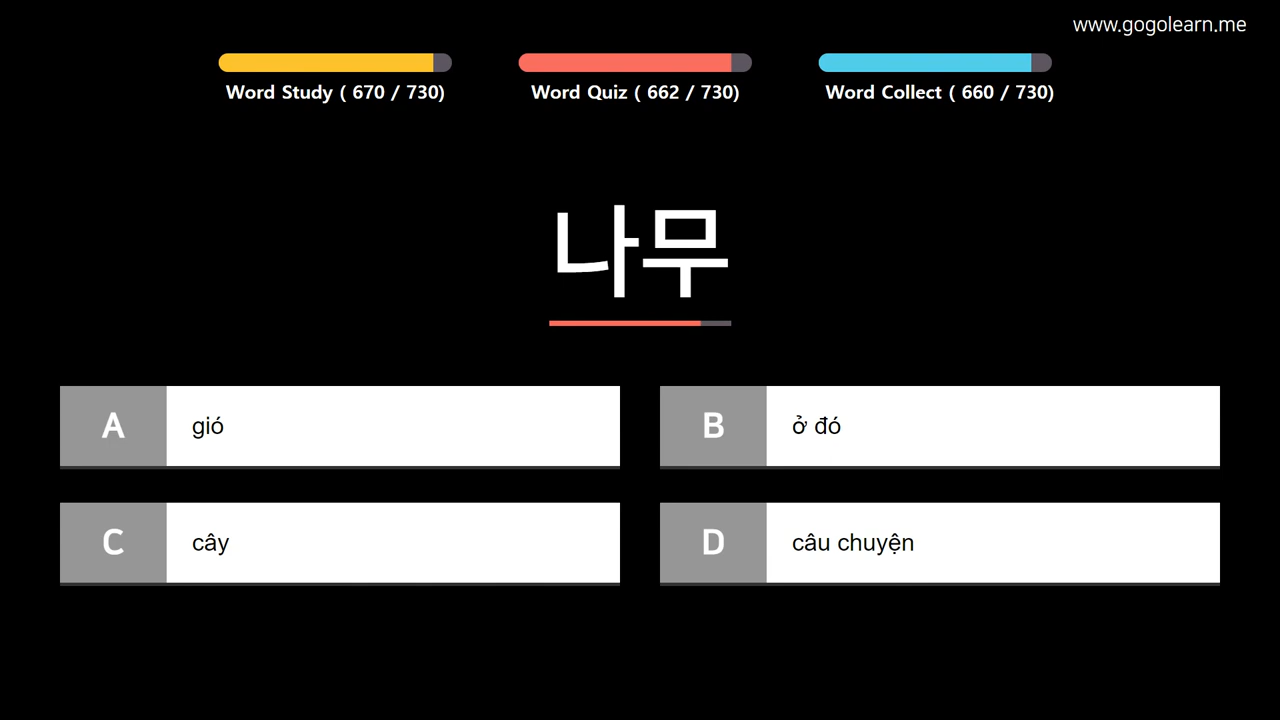 www.gogolearn.me
Word Study ( 670 / 730) Word Quiz ( 662 / 730) Word Collect ( 660 / 730)
나무
A gió
B ở đó
C cây
D câu chuyện